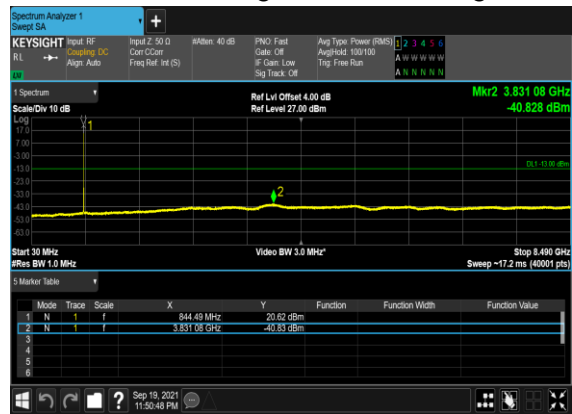 Spectrum Analyzer 1
Swept SA
+
KEYSIGHT Input: RF Input Z: 50 Ω #Atten: 40 dB PNO: Fast Avg Type: Power (RMS) 1 2 3 4 5 6
RL Coupling: DC Corr CCorr Gate: Off Avg|Hold: 100/100 A W W W W W
Align: Auto Freq Ref: Int (S) IF Gain: Low Trig: Free Run
LXI Sig Track: Off A N N N N N
1 Spectrum Ref Lvl Offset 4.00 dB Mkr2 3.831 08 GHz
Scale/Div 10 dB Ref Level 27.00 dBm -40.828 dBm
Log
17.0 1
7.00
-3.00
-13.0 DL1 -13.00 dBm
-23.0
-33.0 2
-43.0
-53.0
-63.0
Start 30 MHz Video BW 3.0 MHz* Stop 8.490 GHz
#Res BW 1.0 MHz Sweep ~17.2 ms (40001 pts)
5 Marker Table
Mode Trace Scale X Y Function Function Width Function Value
1 N 1 f 844.49 MHz 20.62 dBm
2 N 1 f 3.831 08 GHz -40.83 dBm
3
4
5
6
? Sep 19, 2021
11:50:48 PM